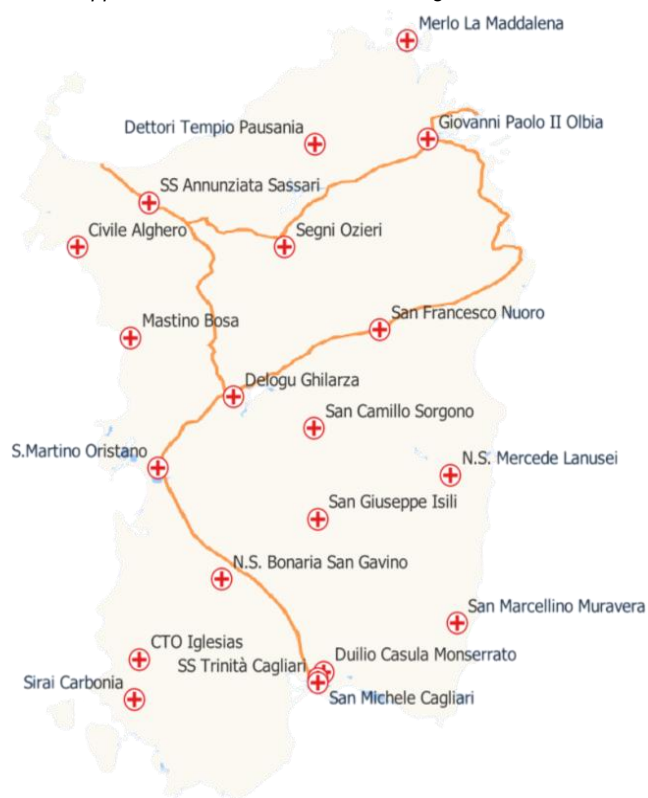 Merlo La Maddalena
Dettori Tempio Pausania
Giovanni Paolo II Olbia
SS Annunziata Sassari
Civile Alghero
Segni Ozieri
Mastino Bosa
San Francesco Nuoro
Delogu Ghilarza
San Camillo Sorgono
S.Martino Oristano
N.S. Mercede Lanusei
San Giuseppe Isili
N.S. Bonaria San Gavino
San Marcellino Muravera
CTO Iglesias
SS Trinità Cagliari
Duilio Casula Monserrato
Sirai Carbonia
San Michele Cagliari